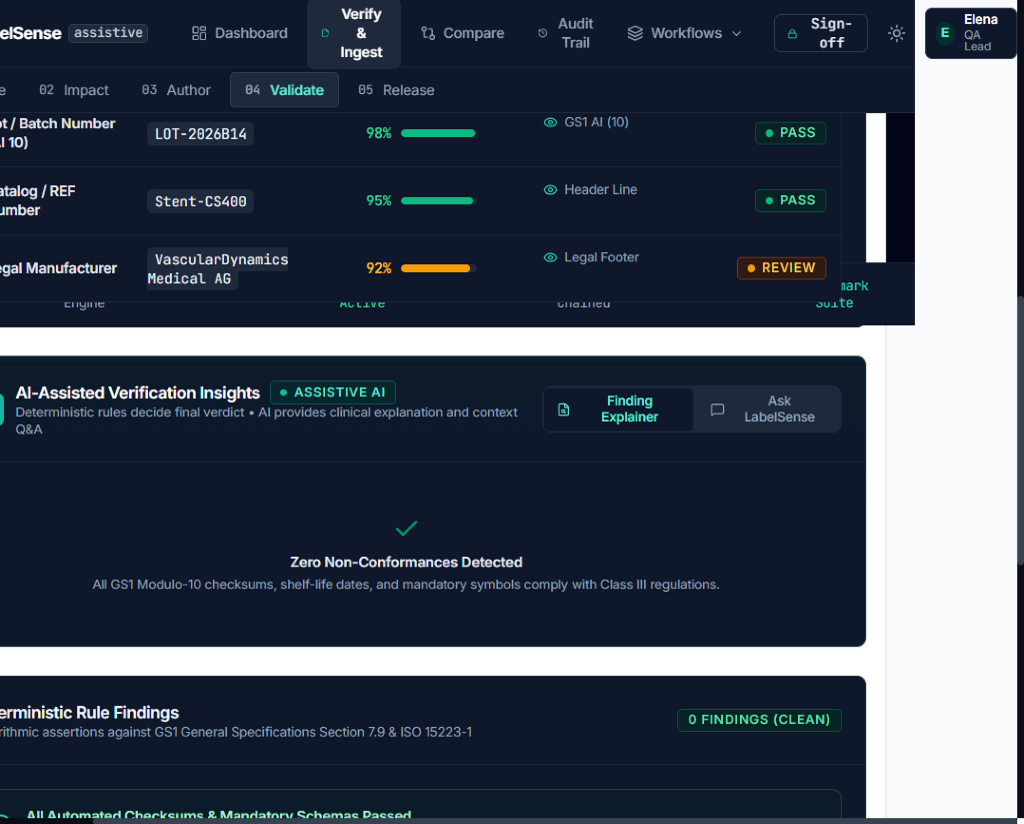 elSense assistive
Dashboard
Verify
&
Ingest
Compare
Audit
Trail
Workflows
Sign-
off
E
Elena
QA
Lead
e
02 Impact
03 Author
04 Validate
05 Release
ot / Batch Number
I 10)
LOT-2026B14
98%
GS1 AI (10)
PASS
atalog / REF
umber
Stent-CS400
95%
Header Line
PASS
egal Manufacturer
VascularDynamics
Medical AG
92%
Legal Footer
REVIEW
Engine
Active
Chained
mark
Suite
AI-Assisted Verification Insights
ASSISTIVE AI
Deterministic rules decide final verdict • AI provides clinical explanation and context
Q&A
Finding
Explainer
Ask
LabelSense
Zero Non-Conformances Detected
All GS1 Modulo-10 checksums, shelf-life dates, and mandatory symbols comply with Class III regulations.
erministic Rule Findings
rithmic assertions against GS1 General Specifications Section 7.9 & ISO 15223-1
0 FINDINGS (CLEAN)
All Automated Checksums & Mandatory Schemas Passed